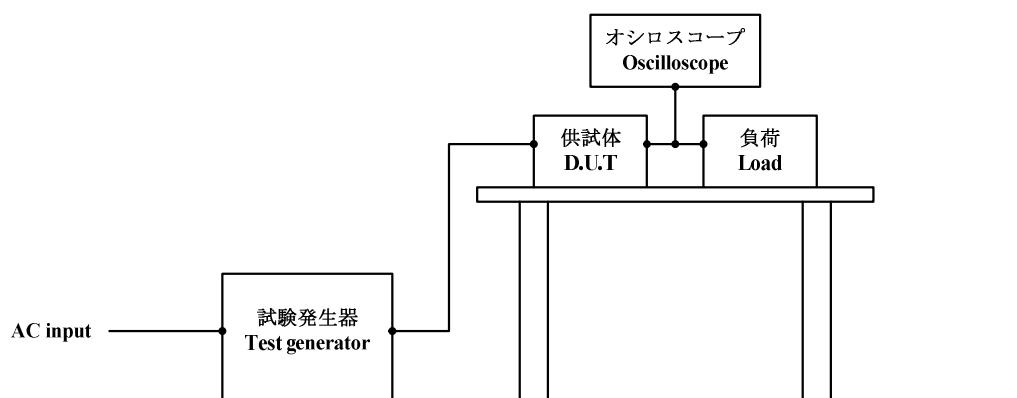 オシロスコープ
Oscilloscope
供試体
D.U.T
負荷
Load
試験発生器
Test generator
AC input